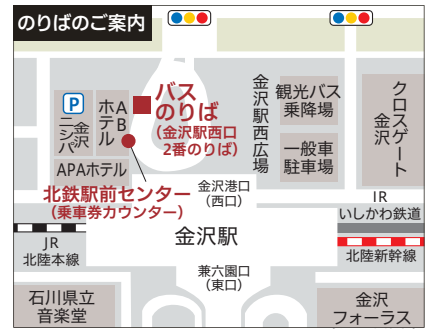 のりばのご案内
P
金沢
ニシパ
ABホテル
APAホテル
バス
のりば
(金沢駅西口
2番のりば)
北鉄駅前センター
(乗車券カウンター)
金沢駅西広場
観光バス
乗降場
一般車
駐車場
クロスゲート
金沢
金沢港口
(西口)
IR
いしかわ鉄道
金沢駅
JR
北陸本線
北陸新幹線
兼六園口
(東口)
石川県立
音楽堂
金沢
フォーラス